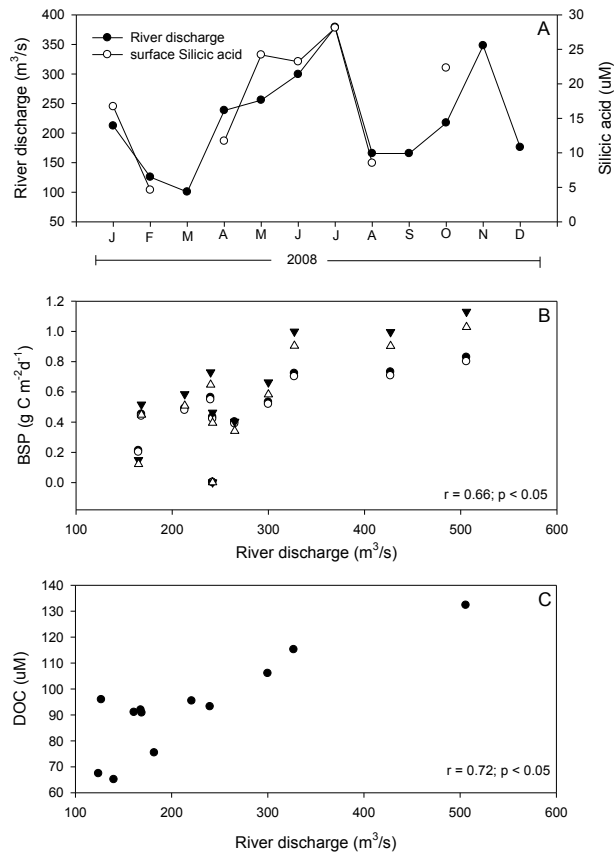 A
River discharge
surface Silicic acid
River discharge (m³/s)
400
350
300
250
200
150
100
50
Silicic acid (uM)
30
25
20
15
10
5
0
J F M A M J J A S O N D
2008
B
BSP (g C m⁻²d⁻¹)
1.2
1.0
0.8
0.6
0.4
0.2
0.0
r = 0.66; p < 0.05
100 200 300 400 500 600
River discharge (m³/s)
C
DOC (uM)
140
130
120
110
100
90
80
70
60
r = 0.72; p < 0.05
100 200 300 400 500 600
River discharge (m³/s)